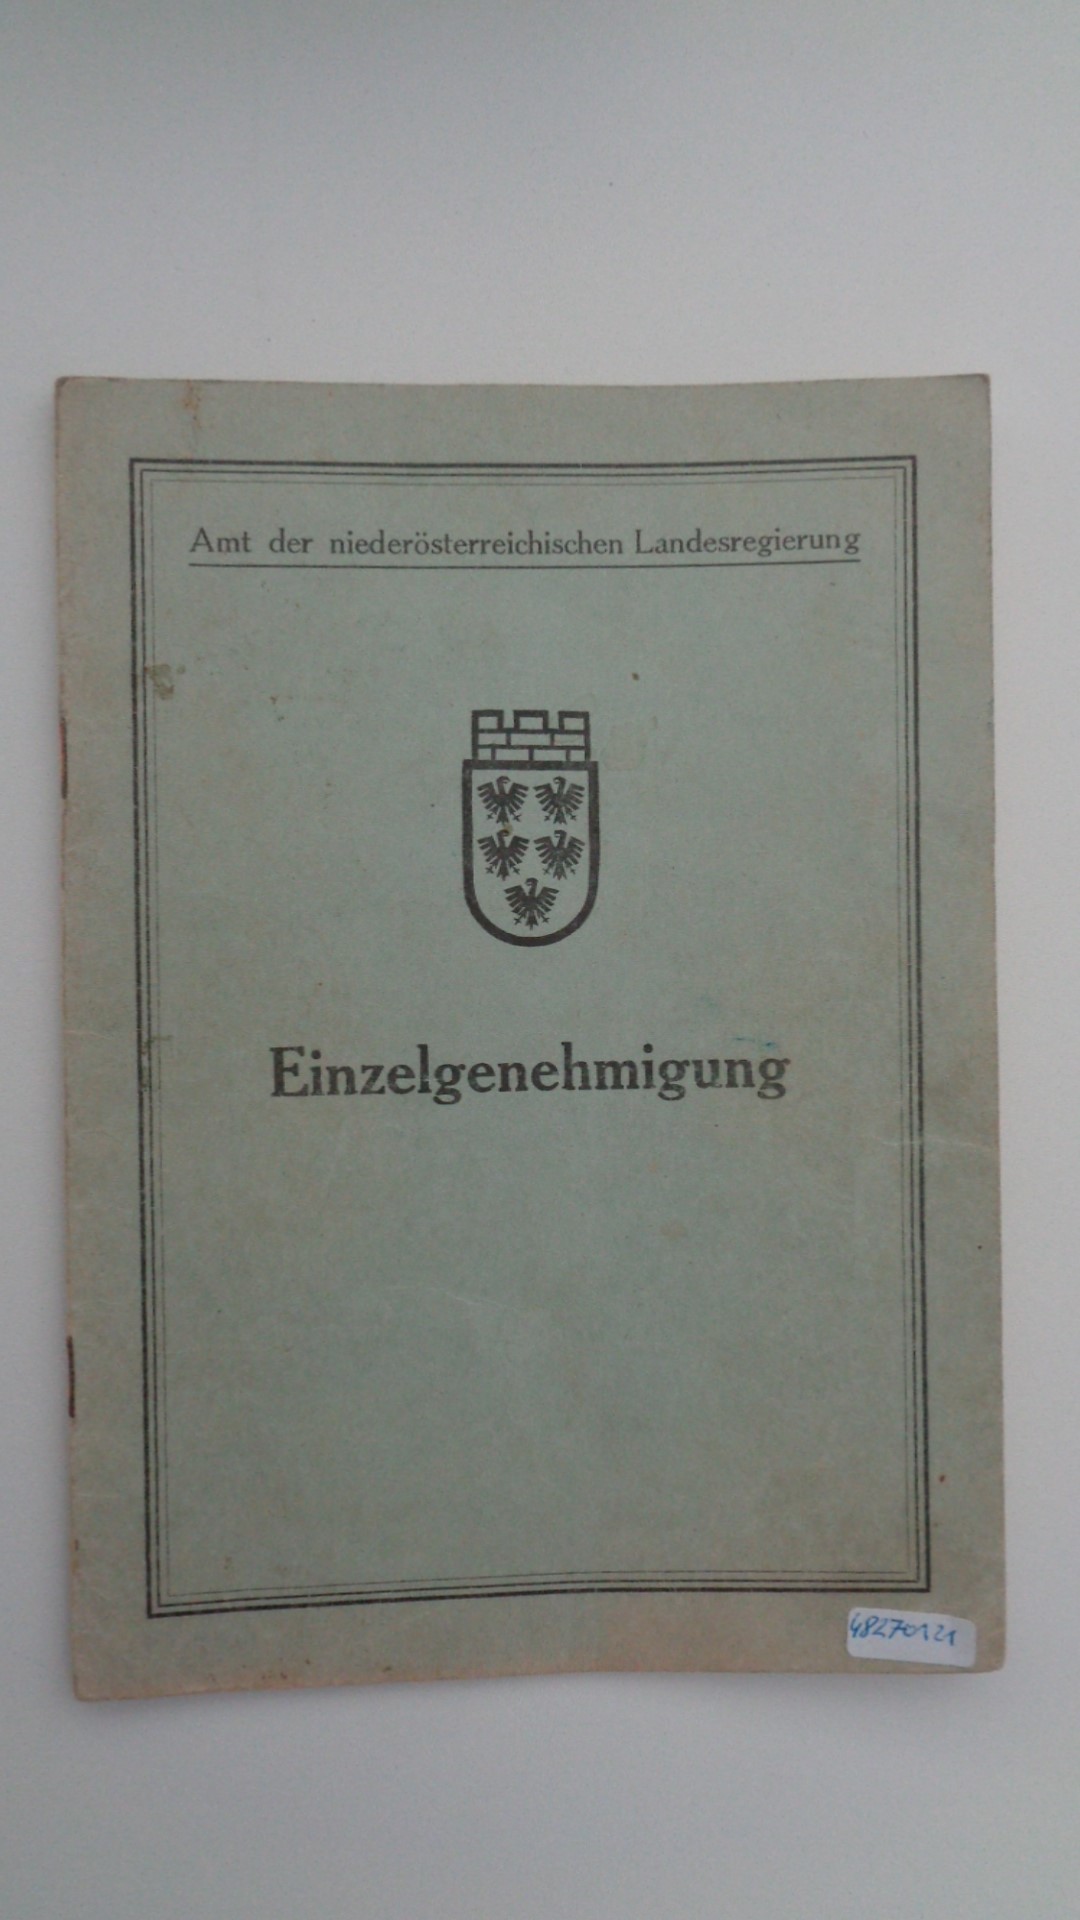 Amt der niederösterreichischen Landesregierung
Einzelgenehmigung
48270121